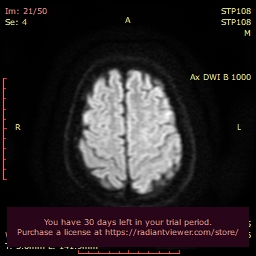 Im: 21/50
Se: 4
A
STP108
STP108
M
Ax DWI B 1000
R
L
You have 30 days left in your trial period.
Purchase a license at https://radiantviewer.com/store/